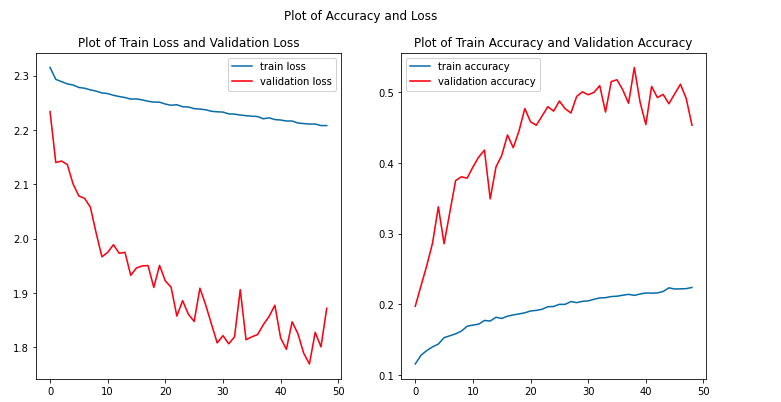 Plot of Accuracy and Loss
Plot of Train Loss and Validation Loss
train loss
validation loss
2.3
2.2
2.1
2.0
1.9
1.8
0 10 20 30 40 50
Plot of Train Accuracy and Validation Accuracy
train accuracy
validation accuracy
0.5
0.4
0.3
0.2
0.1
0 10 20 30 40 50